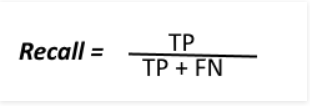 Recall = TP
TP + FN